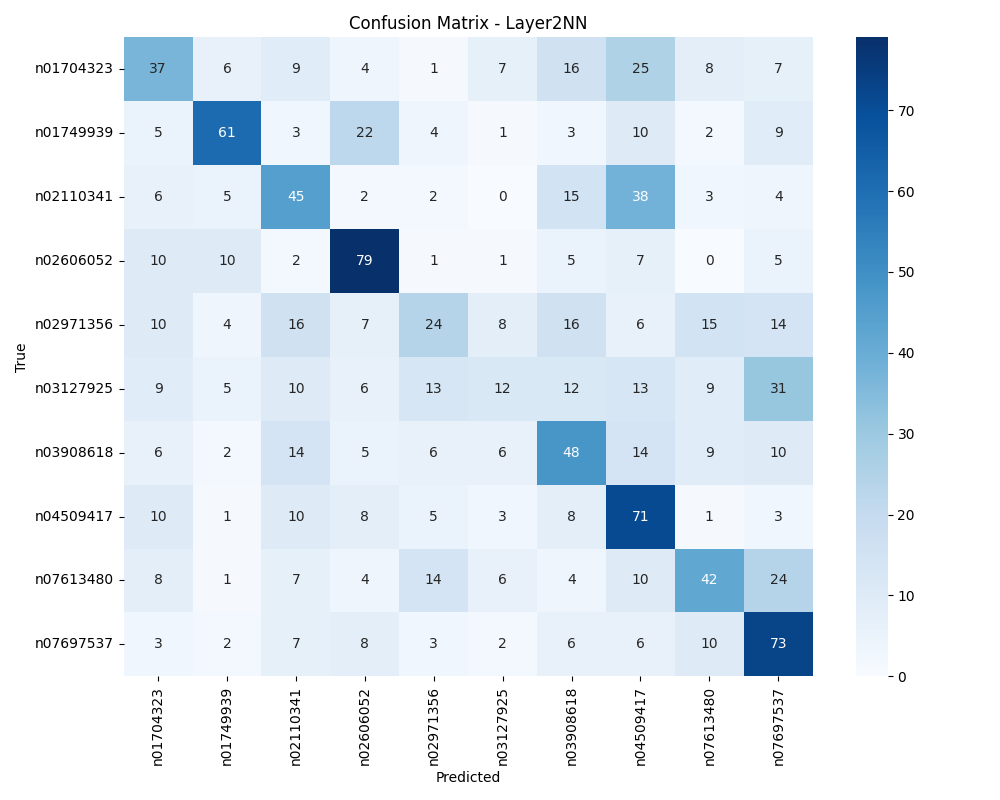 Confusion Matrix - Layer2NN
True
n01704323 37 6 9 4 1 7 16 25 8 7
n01749939 5 61 3 22 4 1 3 10 2 9
n02110341 6 5 45 2 2 0 15 38 3 4
n02606052 10 10 2 79 1 1 5 7 0 5
n02971356 10 4 16 7 24 8 16 6 15 14
n03127925 9 5 10 6 13 12 12 13 9 31
n03908618 6 2 14 5 6 6 48 14 9 10
n04509417 10 1 10 8 5 3 8 71 1 3
n07613480 8 1 7 4 14 6 4 10 42 24
n07697537 3 2 7 8 3 2 6 6 10 73
n01704323 n01749939 n02110341 n02606052 n02971356 n03127925 n03908618 n04509417 n07613480 n07697537
Predicted
70
60
50
40
30
20
10
0